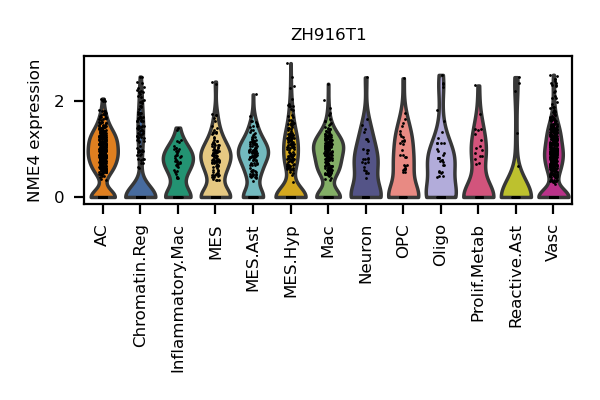 ZH916T1
NME4 expression
2
0
AC
Chromatin.Reg
Inflammatory.Mac
MES
MES.Ast
MES.Hyp
Mac
Neuron
OPC
Oligo
Prolif.Metab
Reactive.Ast
Vasc